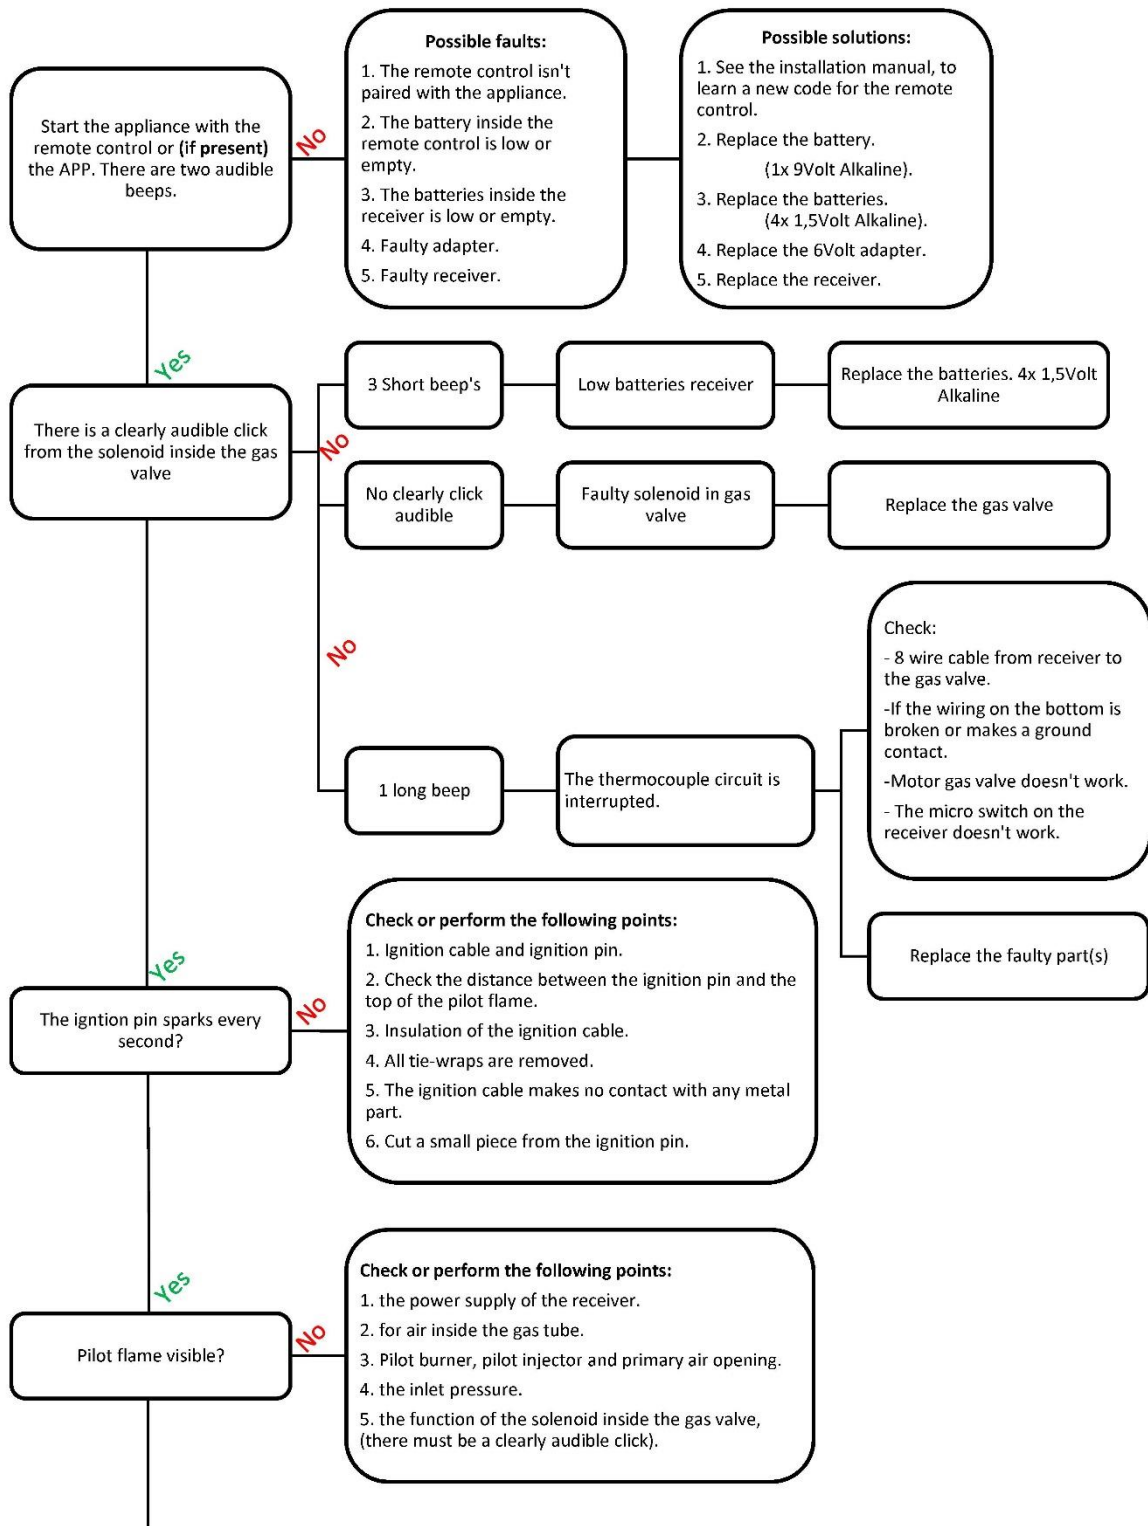 Start the appliance with the
remote control or (if present)
the APP. There are two audible
beeps.
No
Possible faults:
1. The remote control isn't
paired with the appliance.
2. The battery inside the
remote control is low or
empty.
3. The batteries inside the
receiver is low or empty.
4. Faulty adapter.
5. Faulty receiver.
Possible solutions:
1. See the installation manual, to
learn a new code for the remote
control.
2. Replace the battery.
(1x 9Volt Alkaline).
3. Replace the batteries.
(4x 1,5Volt Alkaline).
4. Replace the 6Volt adapter.
5. Replace the receiver.
Yes
There is a clearly audible click
from the solenoid inside the gas
valve
No
3 Short beep's
Low batteries receiver
Replace the batteries. 4x 1,5Volt
Alkaline
No clearly click
audible
Faulty solenoid in gas
valve
Replace the gas valve
No
1 long beep
The thermocouple circuit is
interrupted.
Check:
- 8 wire cable from receiver to
the gas valve.
-If the wiring on the bottom is
broken or makes a ground
contact.
-Motor gas valve doesn't work.
- The micro switch on the
receiver doesn't work.
Replace the faulty part(s)
Yes
The igntion pin sparks every
second?
No
Check or perform the following points:
1. Ignition cable and ignition pin.
2. Check the distance between the ignition pin and the
top of the pilot flame.
3. Insulation of the ignition cable.
4. All tie-wraps are removed.
5. The ignition cable makes no contact with any metal
part.
6. Cut a small piece from the ignition pin.
Yes
Pilot flame visible?
No
Check or perform the following points:
1. the power supply of the receiver.
2. for air inside the gas tube.
3. Pilot burner, pilot injector and primary air opening.
4. the inlet pressure.
5. the function of the solenoid inside the gas valve,
(there must be a clearly audible click).